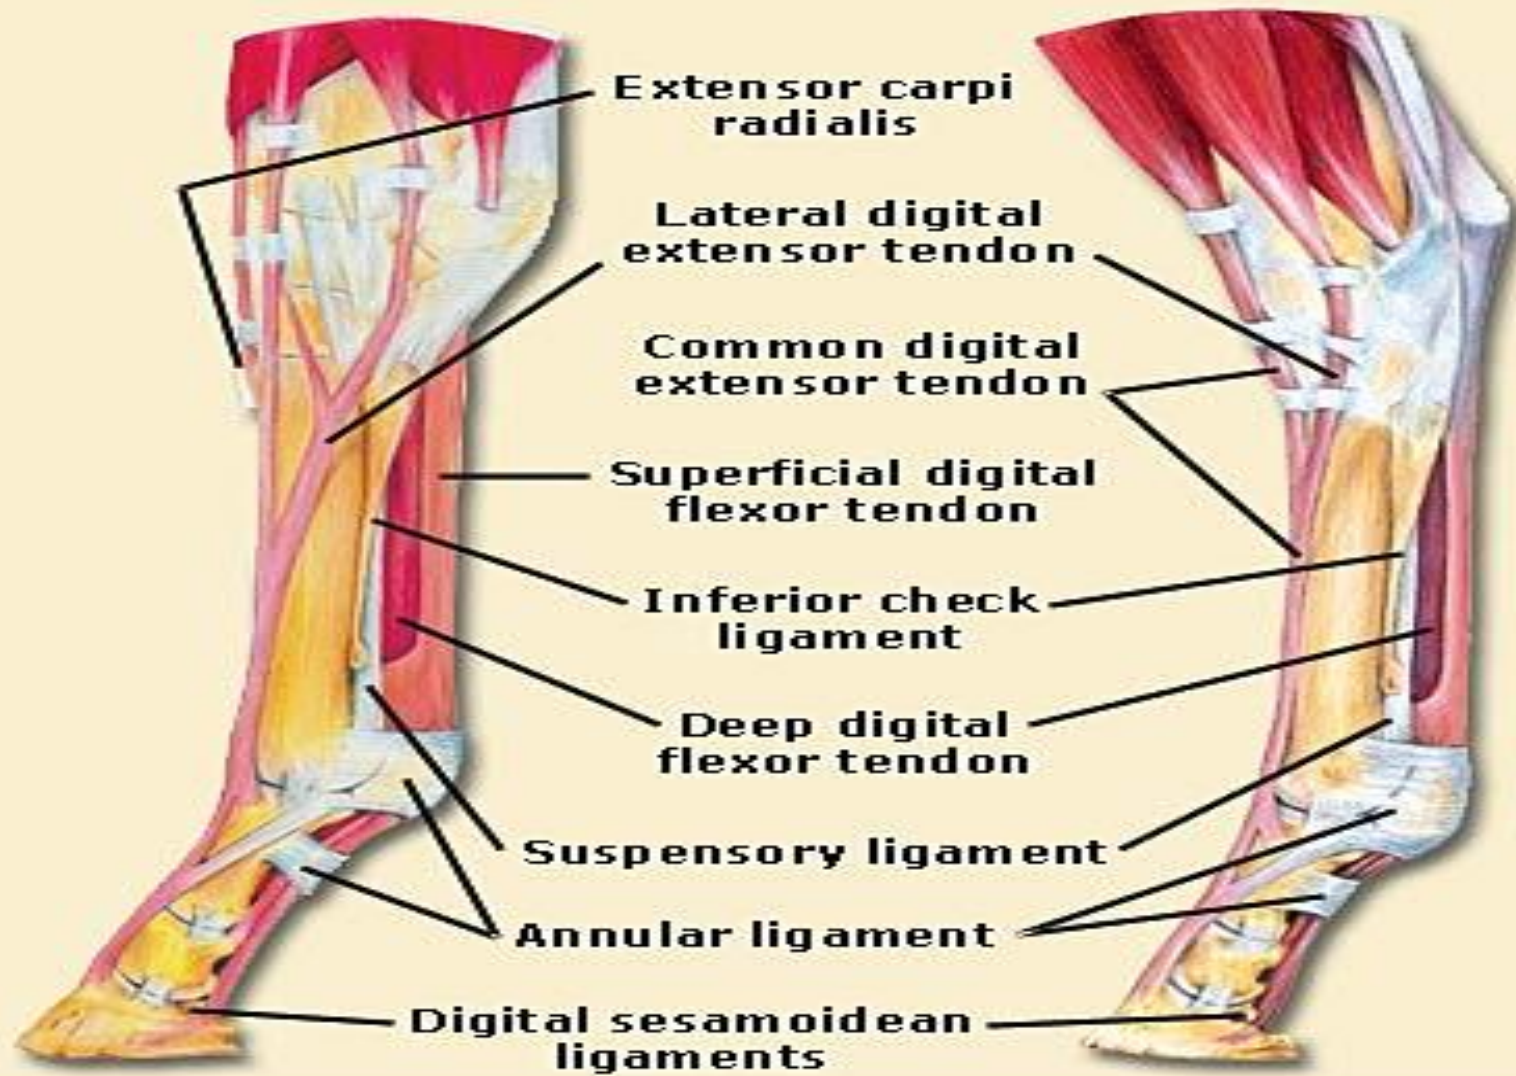 Extensor carpi
radialis
Lateral digital
extensor tendon
Common digital
extensor tendon
Superficial digital
flexor tendon
Inferior check
ligament
Deep digital
flexor tendon
Suspensory ligament
Annular ligament
Digital sesamoidean
ligaments